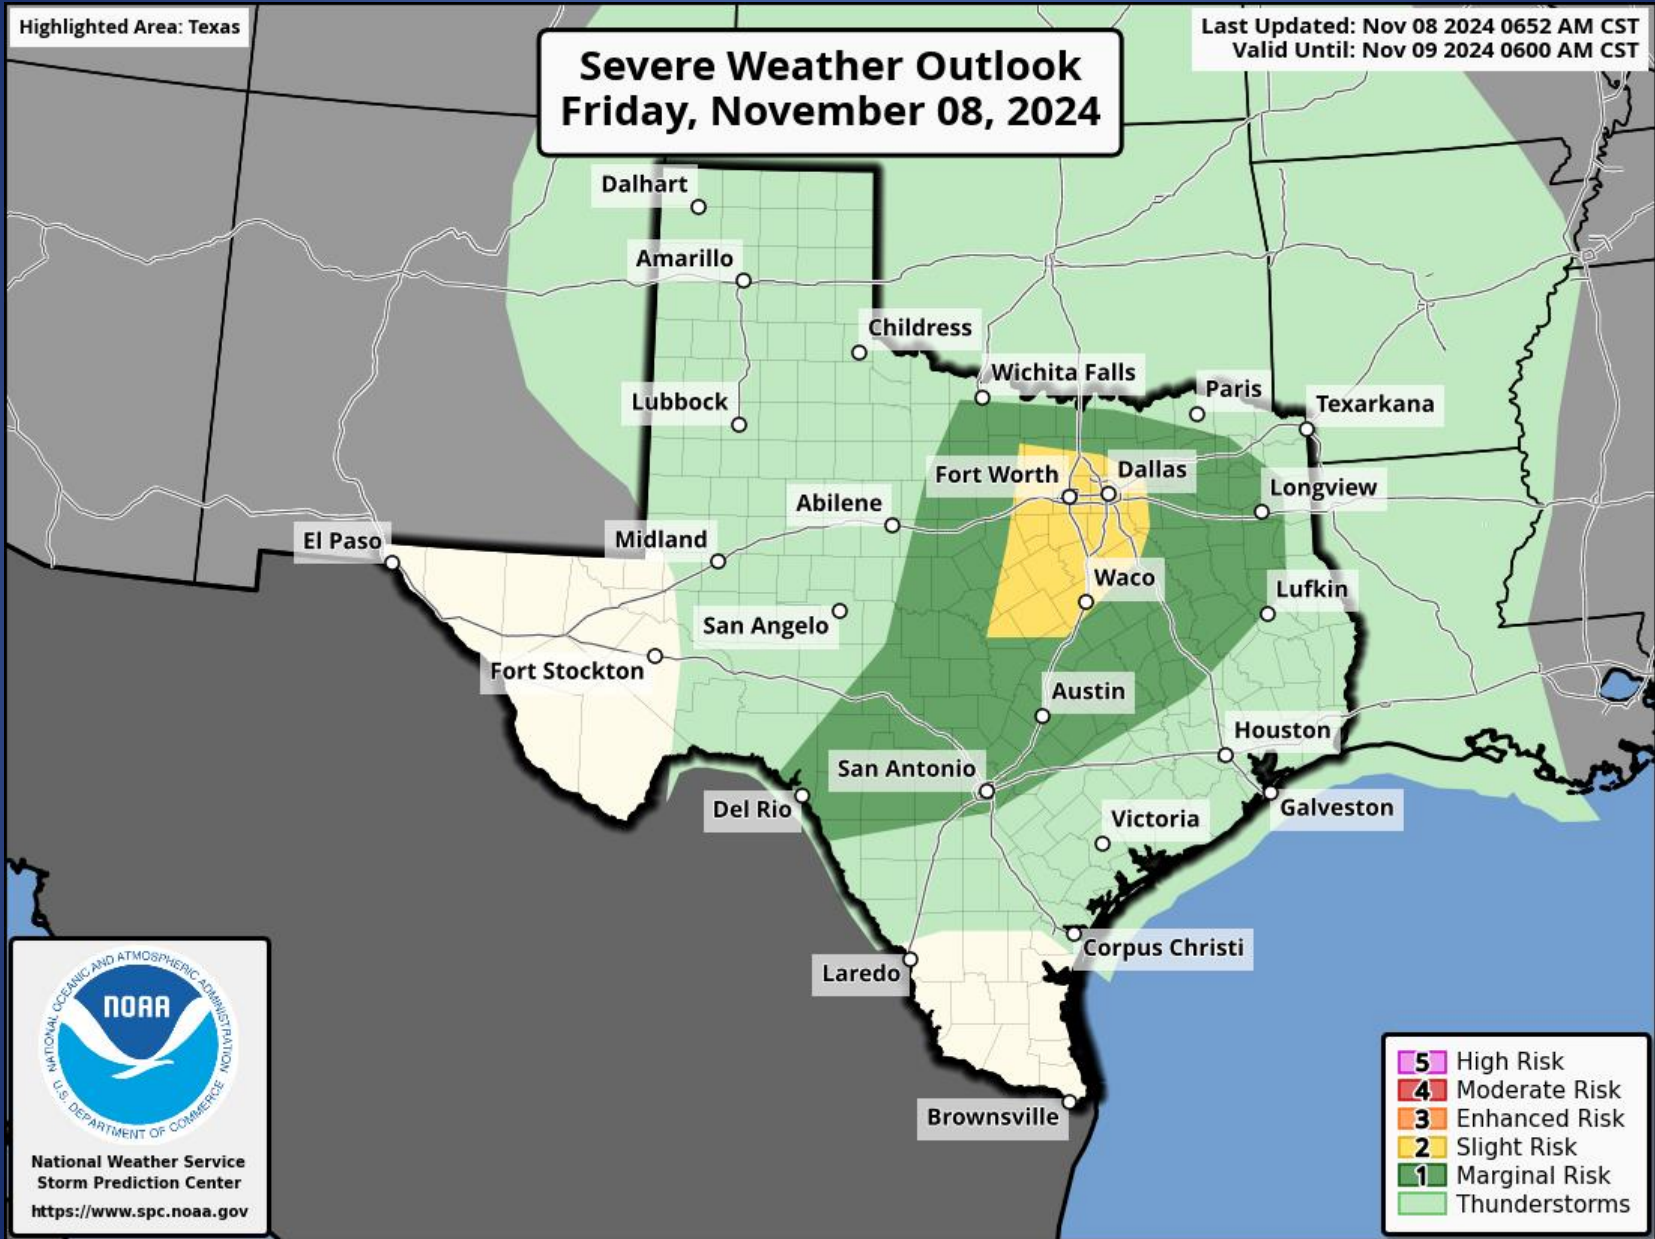 Highlighted Area: Texas
Last Updated: Nov 08 2024 0652 AM CST
Valid Until: Nov 09 2024 0600 AM CST
Severe Weather Outlook
Friday, November 08, 2024
Dalhart
Amarillo
Childress
Wichita Falls
Paris
Texarkana
Lubbock
Fort Worth
Dallas
Longview
Abilene
El Paso
Midland
Waco
Lufkin
San Angelo
Fort Stockton
Austin
Houston
San Antonio
Del Rio
Victoria
Galveston
Corpus Christi
Laredo
Brownsville
NATIONAL OCEANIC AND ATMOSPHERIC ADMINISTRATION
NOAA
U.S. DEPARTMENT OF COMMERCE
National Weather Service
Storm Prediction Center
https://www.spc.noaa.gov
5 High Risk
4 Moderate Risk
3 Enhanced Risk
2 Slight Risk
1 Marginal Risk
Thunderstorms